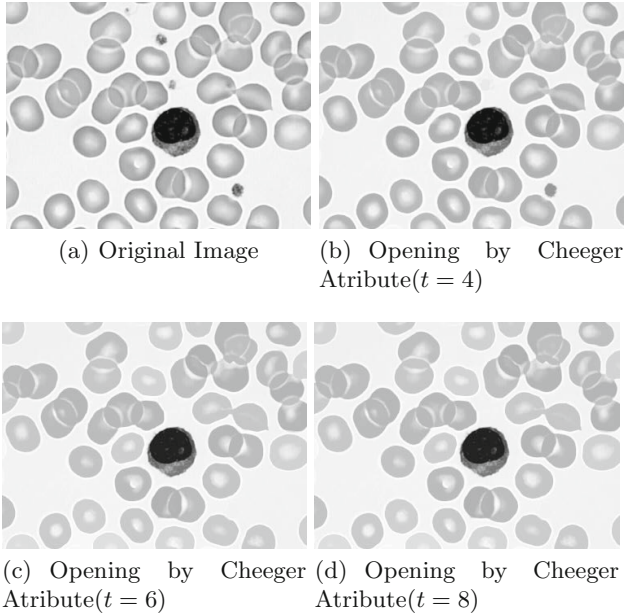 (a) Original Image
(b) Opening by Cheeger
Atribute(t = 4)
(c) Opening by Cheeger
Atribute(t = 6)
(d) Opening by Cheeger
Atribute(t = 8)